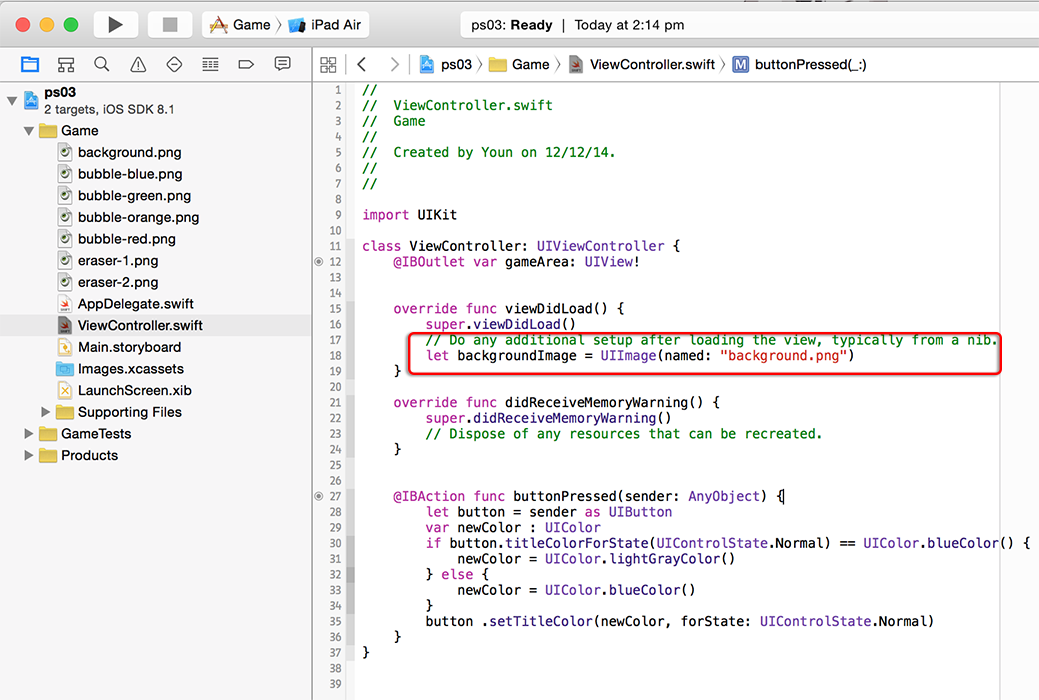 Game iPad Air ps03: Ready | Today at 2:14 pm
ps03 Game ViewController.swift M buttonPressed(_:)
ps03
2 targets, iOS SDK 8.1
Game
background.png
bubble-blue.png
bubble-green.png
bubble-orange.png
bubble-red.png
eraser-1.png
eraser-2.png
AppDelegate.swift
ViewController.swift
Main.storyboard
Images.xcassets
LaunchScreen.xib
Supporting Files
GameTests
Products
1 //
2 // ViewController.swift
3 // Game
4 //
5 // Created by Youn on 12/12/14.
6 //
7 //
8
9 import UIKit
10
11 class ViewController: UIViewController {
12 @IBOutlet var gameArea: UIView!
13
14
15 override func viewDidLoad() {
16 super.viewDidLoad()
17 // Do any additional setup after loading the view, typically from a nib.
18 let backgroundImage = UIImage(named: "background.png")
19 }
20
21 override func didReceiveMemoryWarning() {
22 super.didReceiveMemoryWarning()
23 // Dispose of any resources that can be recreated.
24 }
25
26
27 @IBAction func buttonPressed(sender: AnyObject) {
28 let button = sender as UIButton
29 var newColor : UIColor
30 if button.titleColorForState(UIControlState.Normal) == UIColor.blueColor() {
31 newColor = UIColor.lightGrayColor()
32 } else {
33 newColor = UIColor.blueColor()
34 }
35 button .setTitleColor(newColor, forState: UIControlState.Normal)
36 }
37 }
38
39